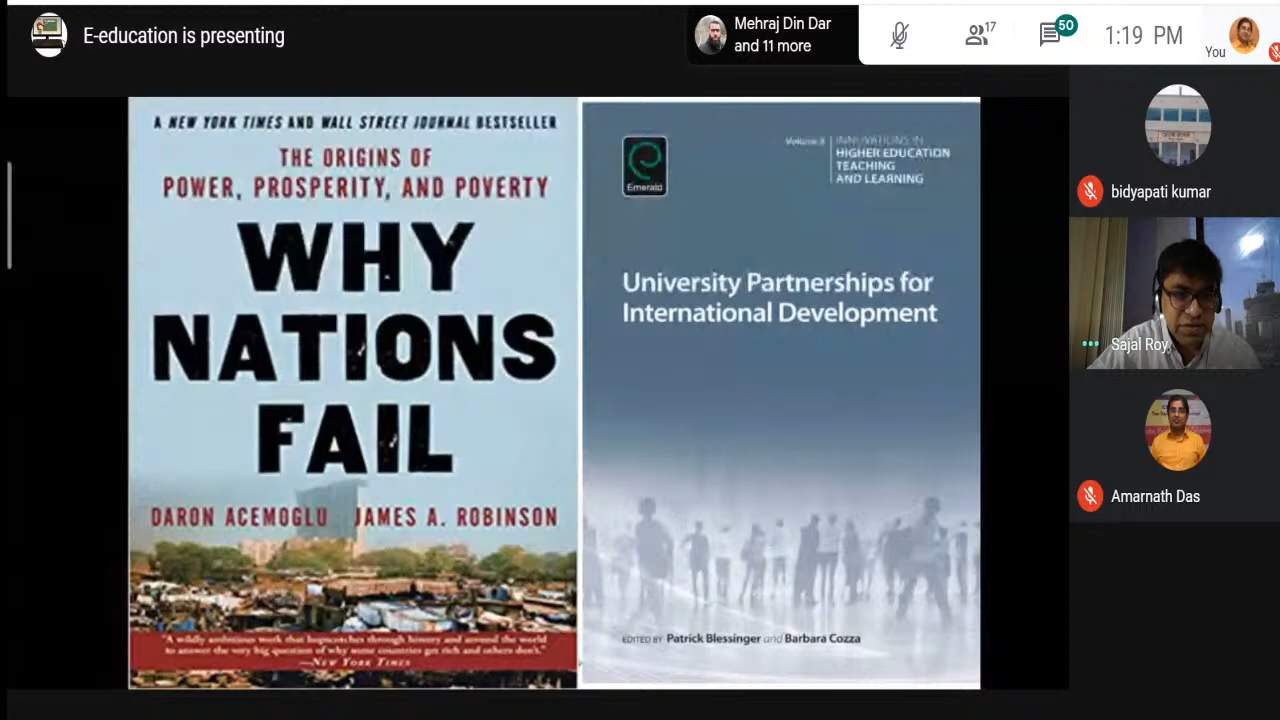 E-education is presenting
Mehraj Din Dar
and 11 more
17
50
1:19 PM
You
A NEW YORK TIMES AND WALL STREET JOURNAL BESTSELLER
THE ORIGINS OF
POWER, PROSPERITY, AND POVERTY
WHY
NATIONS
FAIL
DARON ACEMOGLU JAMES A. ROBINSON
"A wildly ambitious work that hopscotches through history and around the world
to answer the very big question of why some countries get rich and others don't."
—NEW YORK TIMES
Emerald
Volume
INNOVATIONS IN
HIGHER EDUCATION
TEACHING
AND LEARNING
University Partnerships for
International Development
EDITED BY Patrick Blessinger and Barbara Cozza
bidyapati kumar
Sajal Roy
Amarnath Das